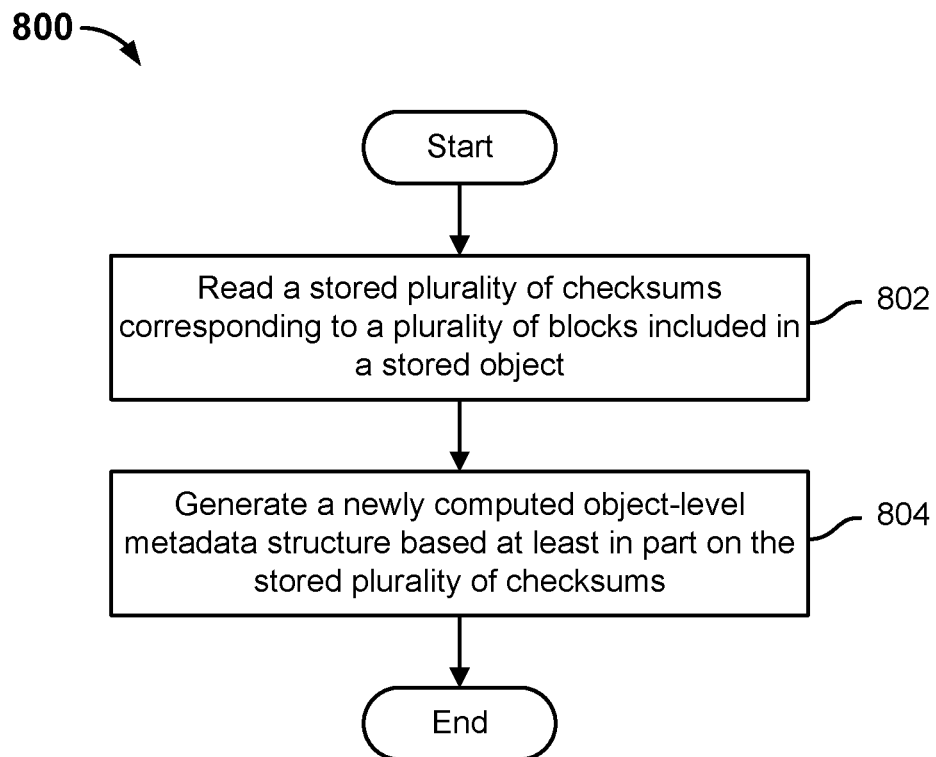 800
Start
Read a stored plurality of checksums
corresponding to a plurality of blocks included in
a stored object
802
Generate a newly computed object-level
metadata structure based at least in part on the
stored plurality of checksums
804
End